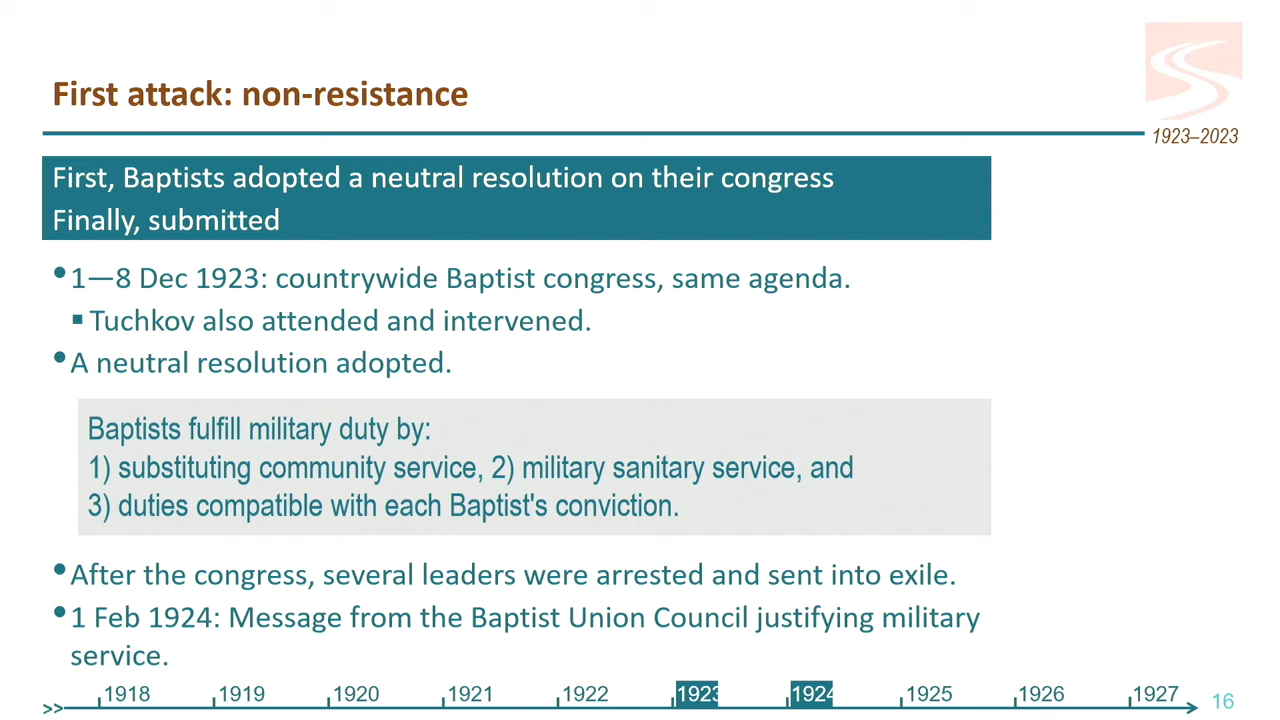 First attack: non-resistance
1923–2023
First, Baptists adopted a neutral resolution on their congress
Finally, submitted
•1—8 Dec 1923: countrywide Baptist congress, same agenda.
▪ Tuchkov also attended and intervened.
•A neutral resolution adopted.
Baptists fulfill military duty by:
1) substituting community service, 2) military sanitary service, and
3) duties compatible with each Baptist's conviction.
•After the congress, several leaders were arrested and sent into exile.
•1 Feb 1924: Message from the Baptist Union Council justifying military
service.
>> 1918 1919 1920 1921 1922 1923 1924 1925 1926 1927 16